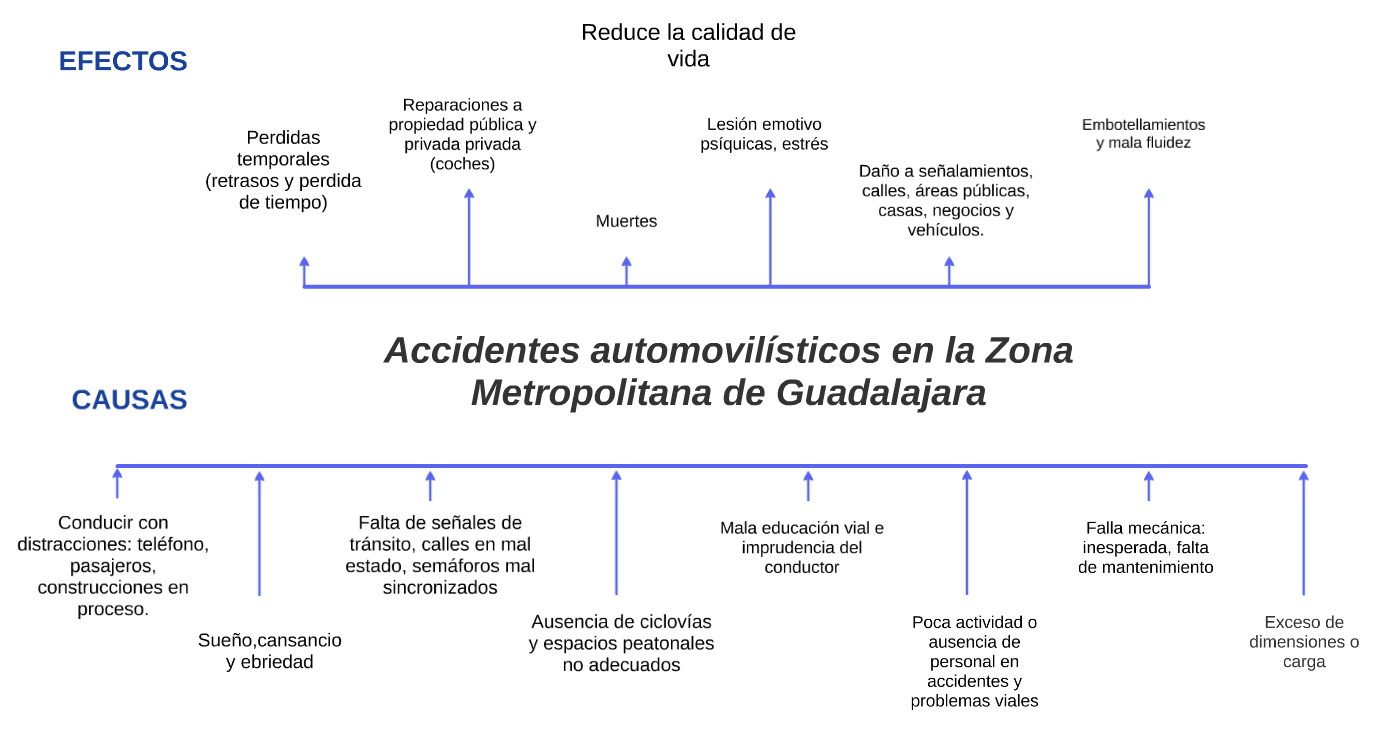 Reduce la calidad de
vida
EFECTOS
Perdidas
temporales
(retrasos y perdida
de tiempo)
Reparaciones a
propiedad pública y
privada privada
(coches)
Muertes
Lesión emotivo
psíquicas, estrés
Daño a señalamientos,
calles, áreas públicas,
casas, negocios y
vehículos.
Embotellamientos
y mala fluidez
Accidentes automovilísticos en la Zona
Metropolitana de Guadalajara
CAUSAS
Conducir con
distracciones: teléfono,
pasajeros,
construcciones en
proceso.
Sueño,cansancio
y ebriedad
Falta de señales de
tránsito, calles en mal
estado, semáforos mal
sincronizados
Ausencia de ciclovías
y espacios peatonales
no adecuados
Mala educación vial e
imprudencia del
conductor
Poca actividad o
ausencia de
personal en
accidentes y
problemas viales
Falla mecánica:
inesperada, falta
de mantenimiento
Exceso de
dimensiones o
carga